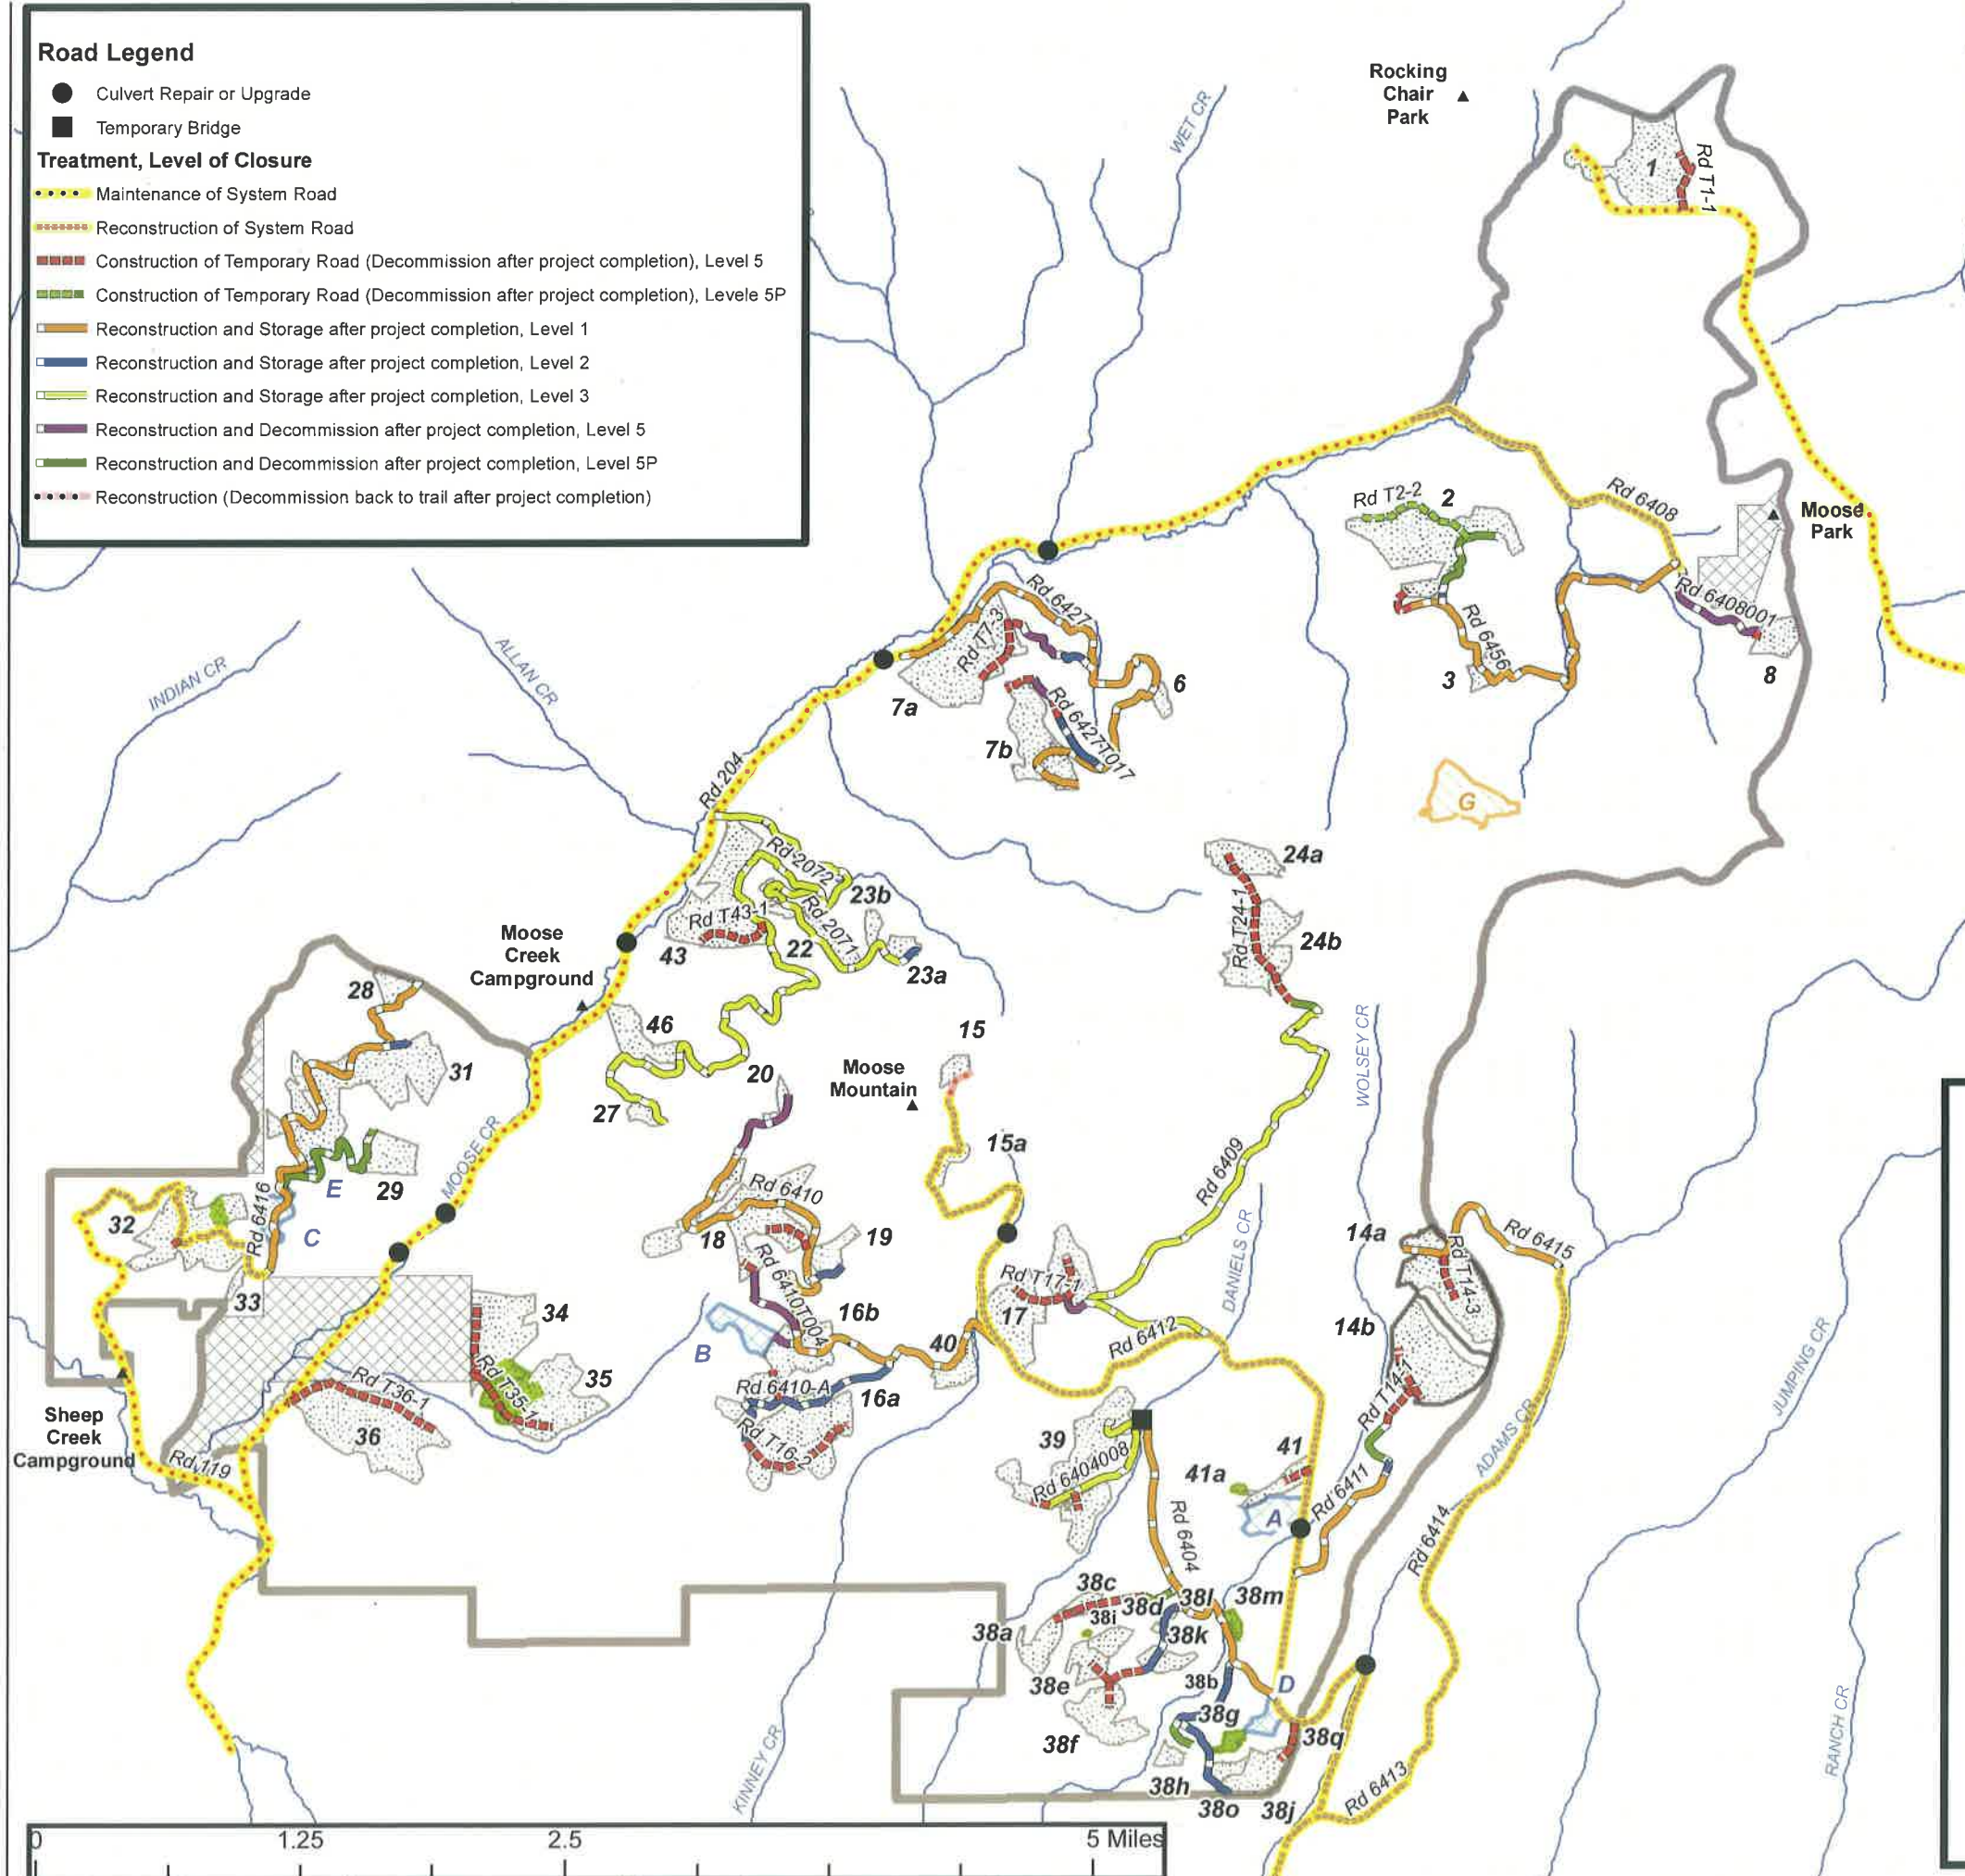 Road Legend
Culvert Repair or Upgrade
Temporary Bridge
Treatment, Level of Closure
Maintenance of System Road
Reconstruction of System Road
Construction of Temporary Road (Decommission after project completion), Level 5
Construction of Temporary Road (Decommission after project completion), Levele 5P
Reconstruction and Storage after project completion, Level 1
Reconstruction and Storage after project completion, Level 2
Reconstruction and Storage after project completion, Level 3
Reconstruction and Decommission after project completion, Level 5
Reconstruction and Decommission after project completion, Level 5P
Reconstruction (Decommission back to trail after project completion)
Rocking
Chair
Park
WET CR
1
Rd T1-1
Rd T2-2
2
Rd 6408
Moose
Park
Rd 6408001
8
Rd 6456
3
Rd 6427
Rd T7-3
7a
6
7b
Rd 6427T017
INDIAN CR
ALLAN CR
G
Rd 204
Rd 2072
23b
Rd T43-1
Rd 2071
43
22
23a
24a
Rd T24-1
24b
Moose
Creek
Campground
28
46
31
20
27
15
Moose
Mountain
15a
WOLSEY CR
MOOSE CR
29
E
C
32
Rd 6416
33
Rd 6410
18
19
Rd 6410T004
16b
Rd 6409
DANIELS CR
14a
Rd 6415
Rd T14-3
14b
Rd T17-1
17
Rd 6412
34
B
40
Rd T35-1
35
Rd 6410-A
16a
Rd T36-1
36
Rd T16-2
Rd T14-1
Sheep
Creek
Campground
Rd 119
39
Rd 6404008
41
41a
A
Rd 6411
ADAMS CR
JUMPING CR
Rd 6404
Rd 6414
38c
38d
38l
38m
38i
38a
38k
38e
38b
D
38g
38f
38q
38h
38o
38j
Rd 6413
KINNEY CR
RANCH CR
0
1.25
2.5
5 Miles